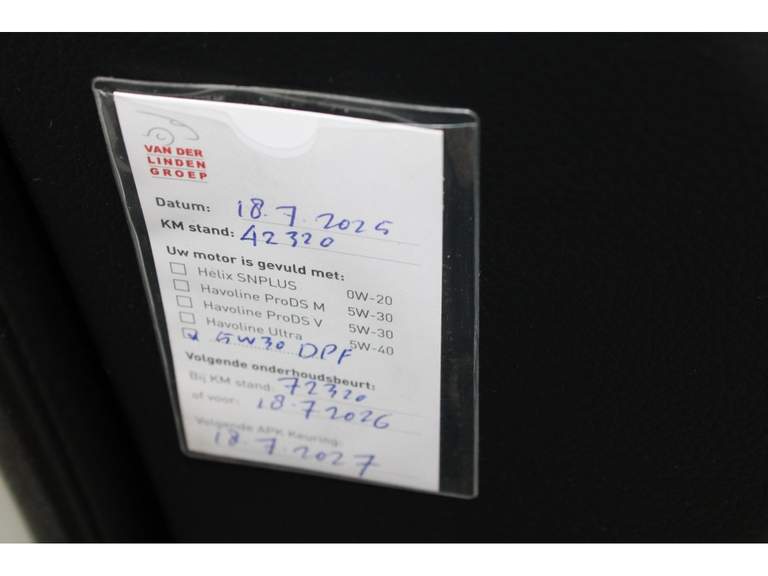 VAN DER
LINDEN
GROEP
Datum: 18.7.2025
KM stand: 42320
Uw motor is gevuld met:
Helix SNPLUS 0W-20
Havoline ProDS M 5W-30
Havoline ProDS V 5W-30
Havoline Ultra 5W-40
5W30 DPF
Volgende onderhoudsbeurt:
Bij KM stand: 72320
of voor: 18.7.2026
Volgende APK Keuring:
18.7.2027